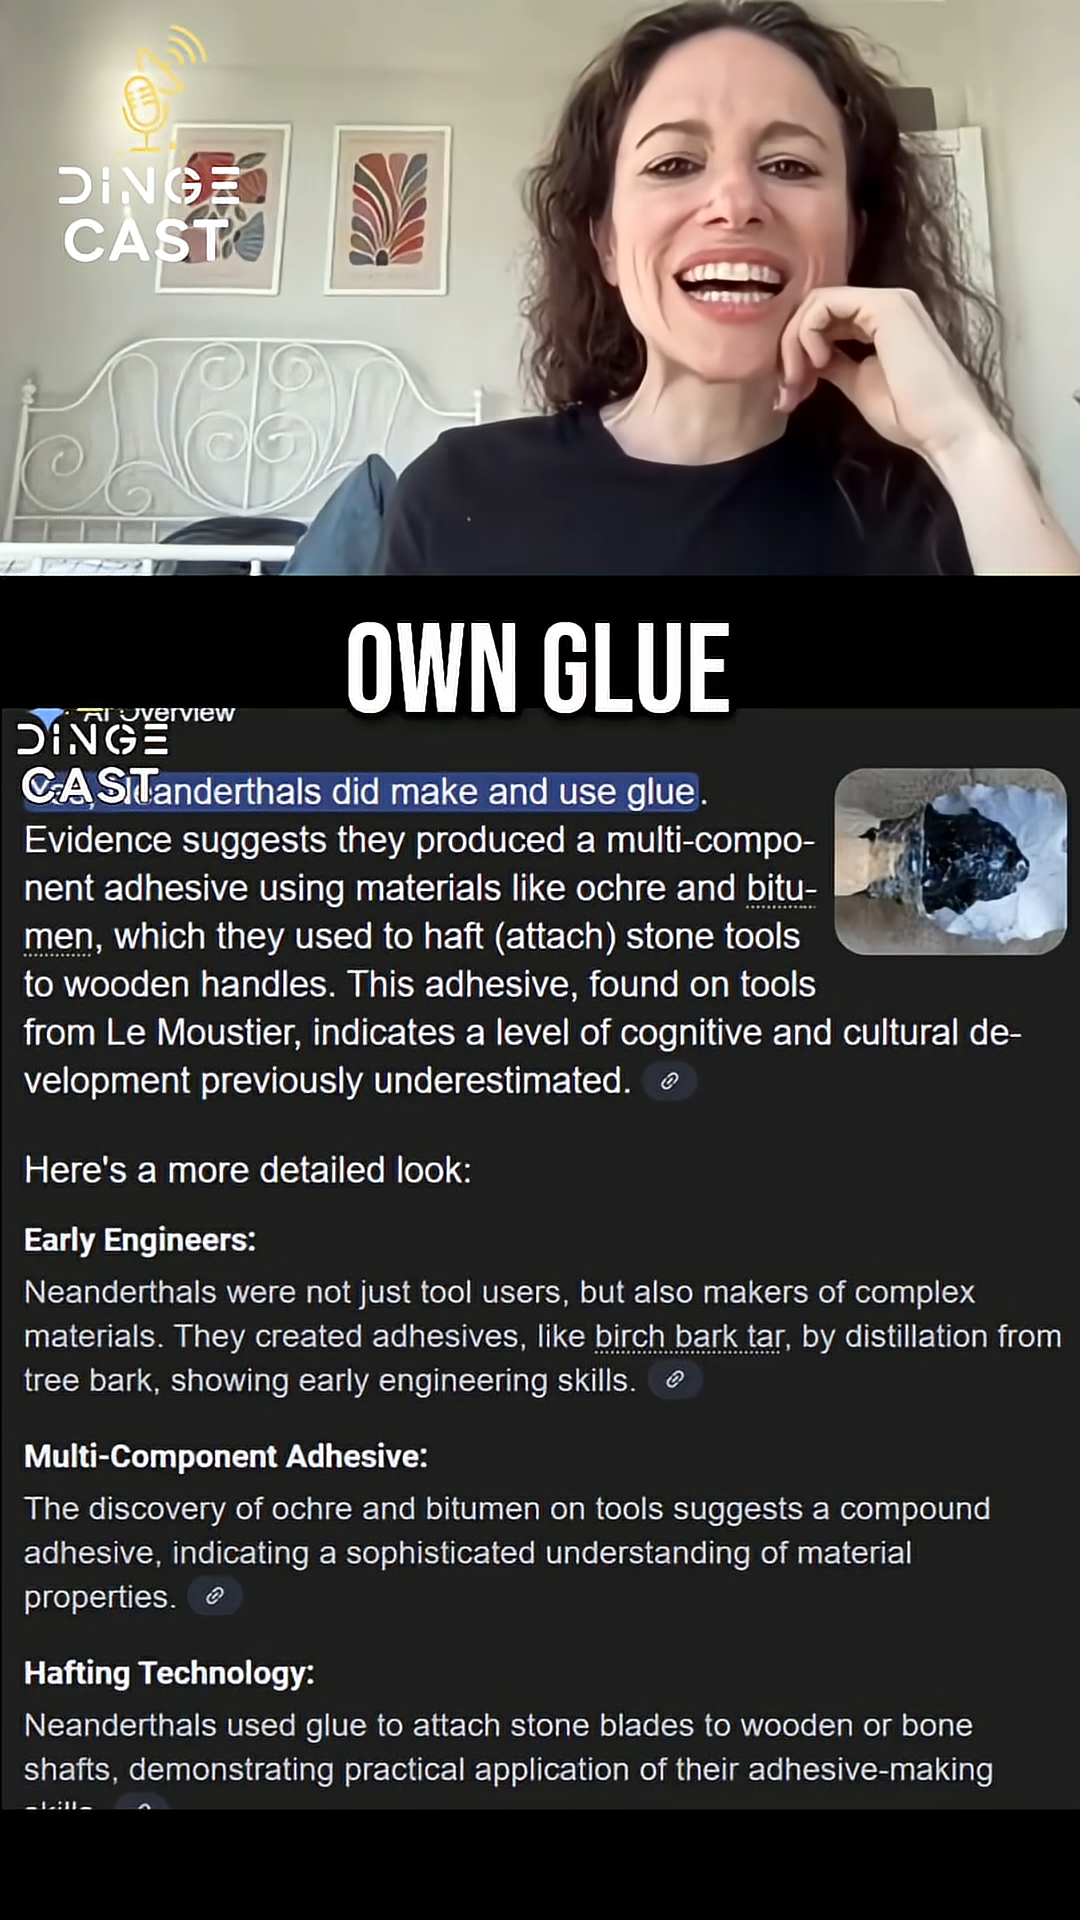 DINGE
CAST
OWN GLUE
AI Overview
DINGE
CAST
Neanderthals did make and use glue.
Evidence suggests they produced a multi-compo-
nent adhesive using materials like ochre and bitu-
men, which they used to haft (attach) stone tools
to wooden handles. This adhesive, found on tools
from Le Moustier, indicates a level of cognitive and cultural de-
velopment previously underestimated.
Here's a more detailed look:
Early Engineers:
Neanderthals were not just tool users, but also makers of complex
materials. They created adhesives, like birch bark tar, by distillation from
tree bark, showing early engineering skills.
Multi-Component Adhesive:
The discovery of ochre and bitumen on tools suggests a compound
adhesive, indicating a sophisticated understanding of material
properties.
Hafting Technology:
Neanderthals used glue to attach stone blades to wooden or bone
shafts, demonstrating practical application of their adhesive-making
skills.